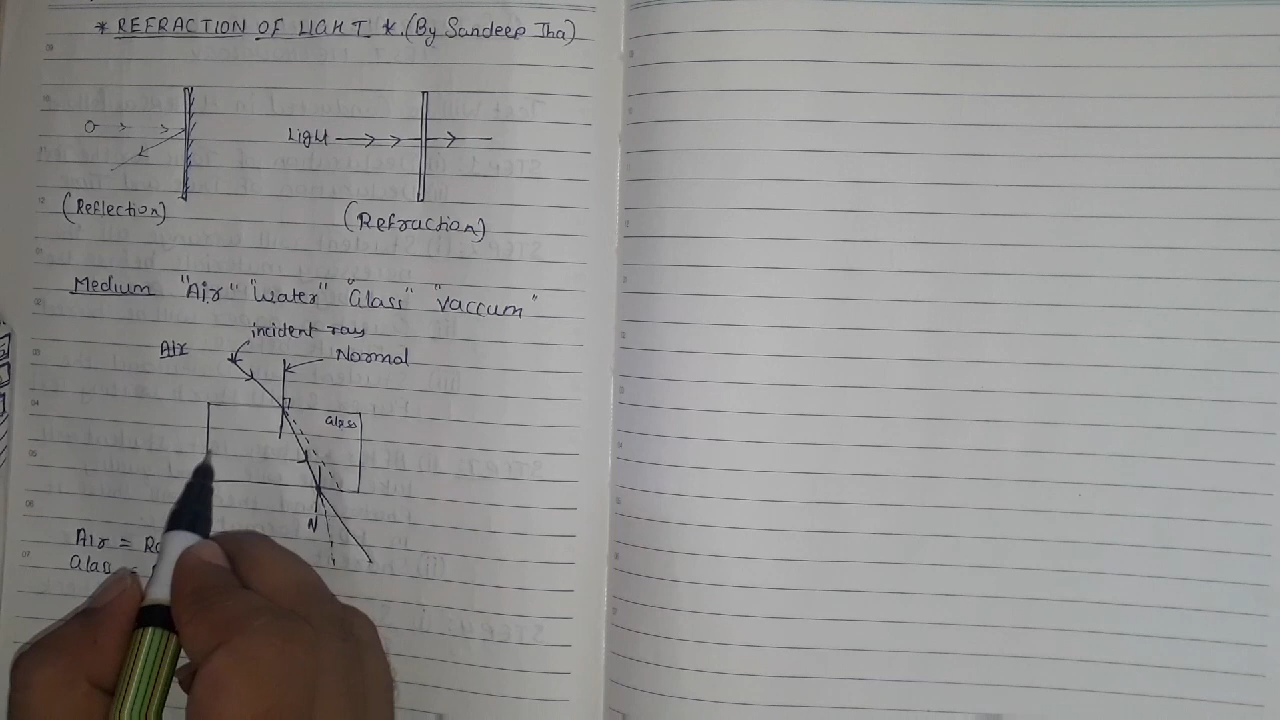 * REFRACTION OF LIGHT *. (By Sandeep Jha)
Light
(Reflection)
(Refraction)
Medium "Air" "Water" "Glass" "Vaccum"
incident ray
Air
Normal
Glass
N
Air =
Glass =